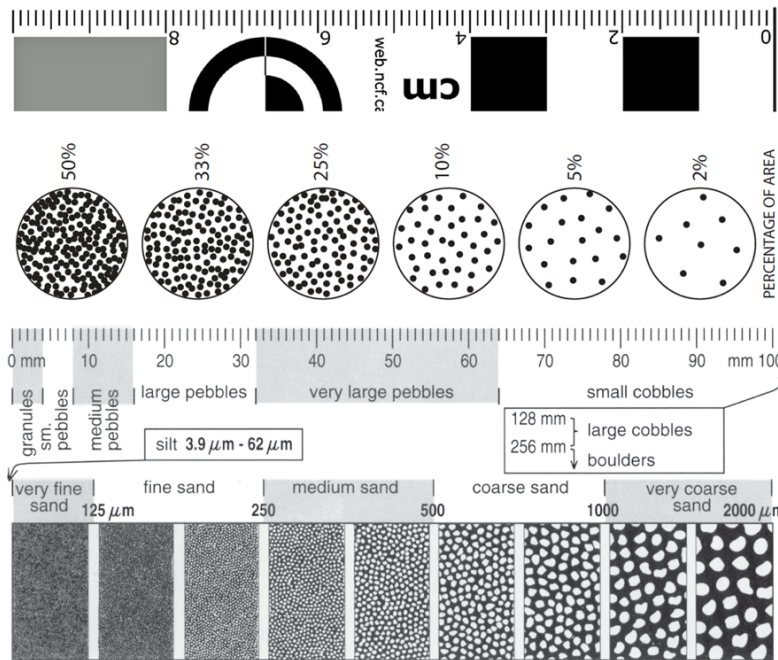 8 6 4 2 0
web.ncf.ca
cm
50% 33% 25% 10% 5% 2%
PERCENTAGE OF AREA
0 mm 10 20 30 40 50 60 70 80 90 mm 100
granules
sm. pebbles
medium pebbles
large pebbles
very large pebbles
small cobbles
128 mm
large cobbles
256 mm
boulders
silt 3.9 µm - 62 µm
very fine sand
fine sand
medium sand
coarse sand
very coarse sand
125 µm 250 500 1000 2000 µm